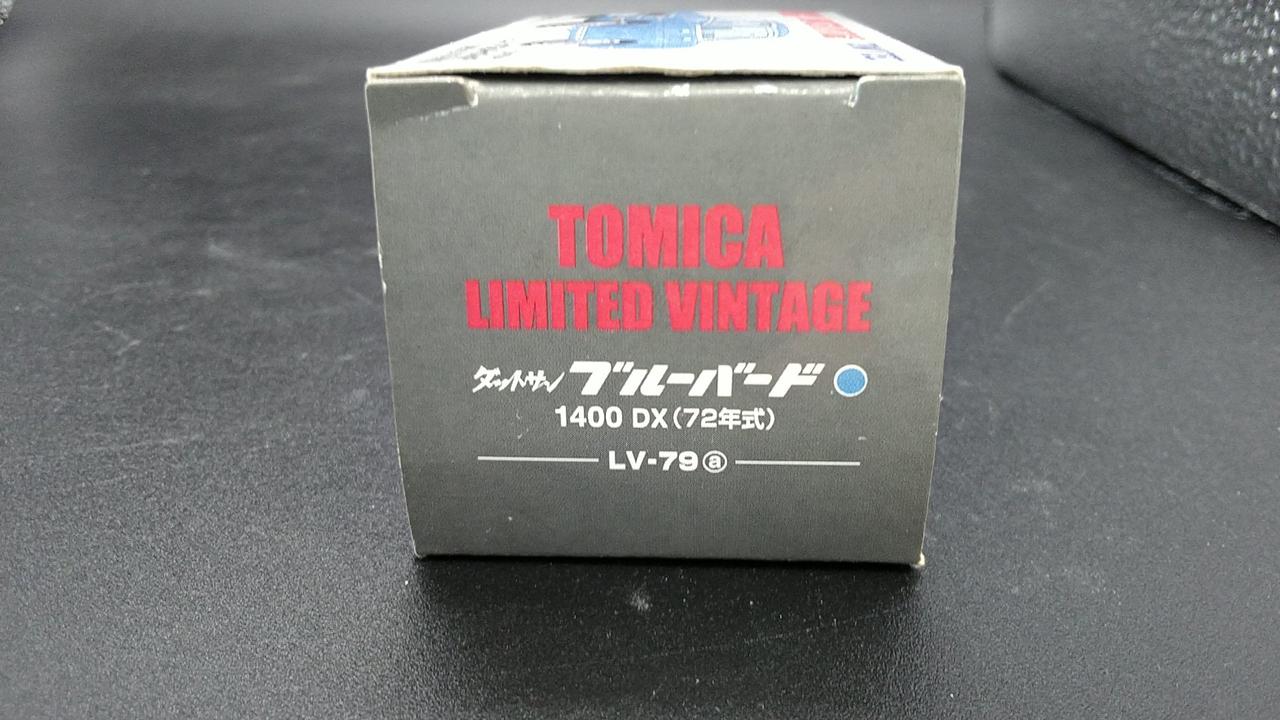 TOMICA
LIMITED VINTAGE
ダットサン ブルーバード
1400 DX(72年式)
LV-79ⓐ